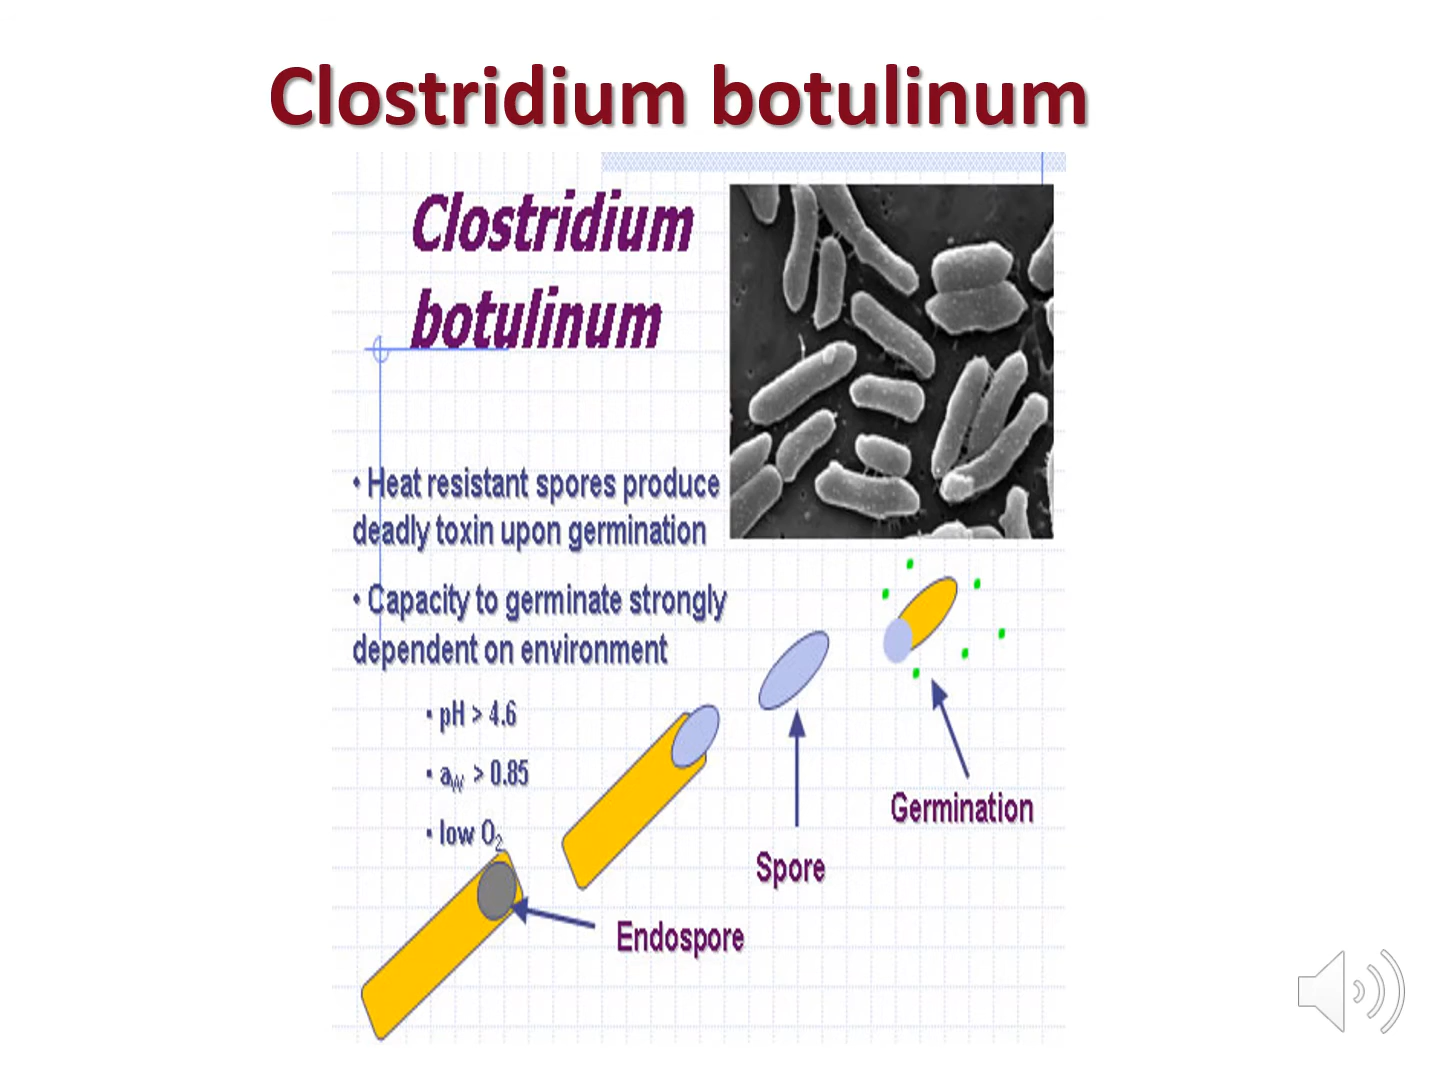 Clostridium botulinum
Clostridium
botulinum
• Heat resistant spores produce
deadly toxin upon germination
• Capacity to germinate strongly
dependent on environment
• pH > 4.6
• aW > 0.85
• low O2
Germination
Spore
Endospore